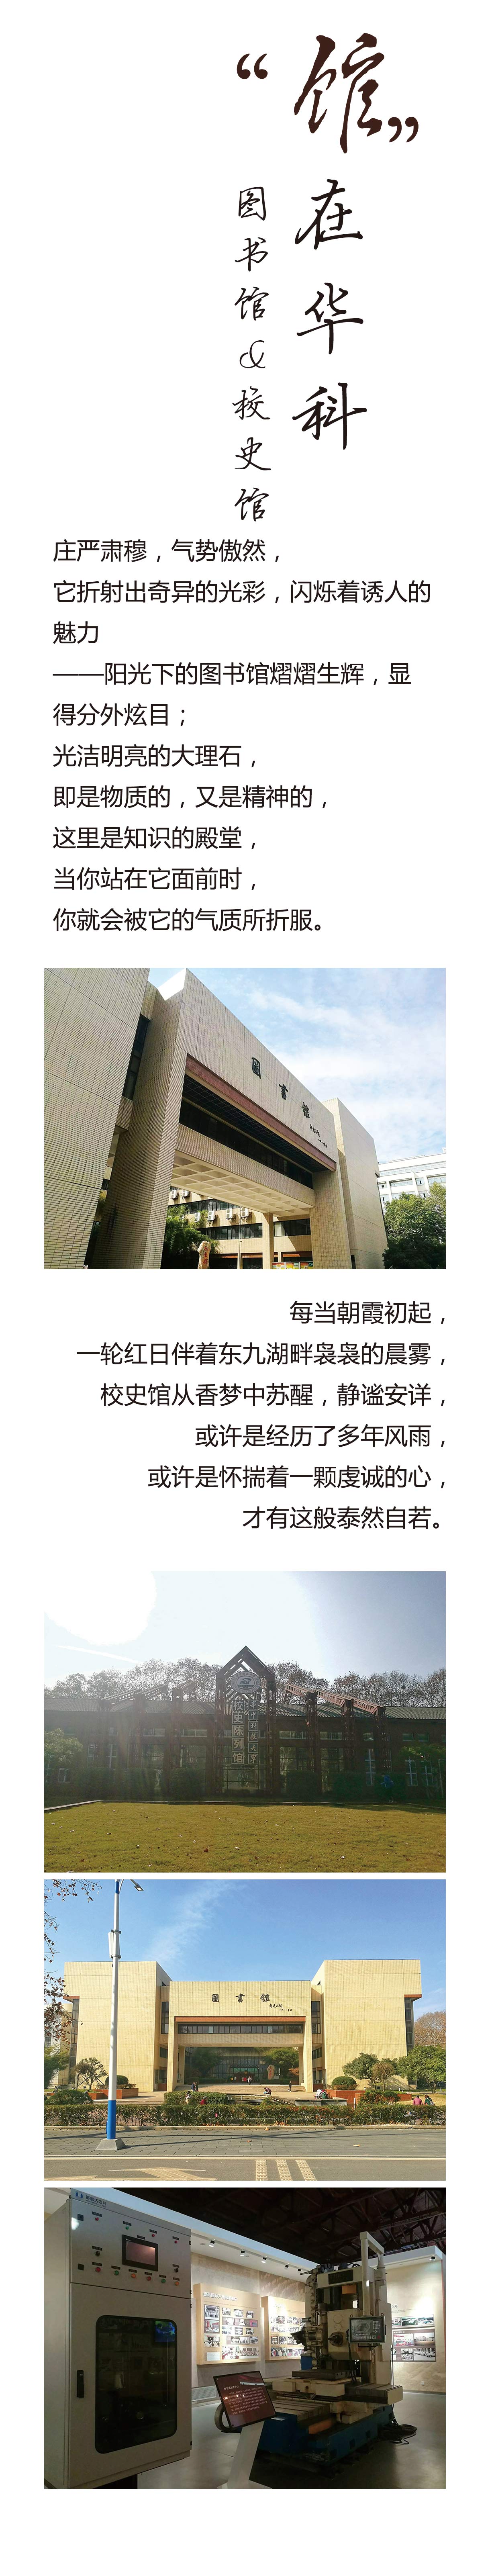 “馆”
在华科
图书馆&校史馆
庄严肃穆，气势傲然，
它折射出奇异的光彩，闪烁着诱人的
魅力
——阳光下的图书馆熠熠生辉，显
得分外炫目；
光洁明亮的大理石，
即是物质的，又是精神的，
这里是知识的殿堂，
当你站在它面前时，
你就会被它的气质所折服。
圖書館
每当朝霞初起，
一轮红日伴着东九湖畔袅袅的晨雾，
校史馆从香梦中苏醒，静谧安详，
或许是经历了多年风雨，
或许是怀揣着一颗虔诚的心，
才有这般泰然自若。
校史陈列馆
圖書館